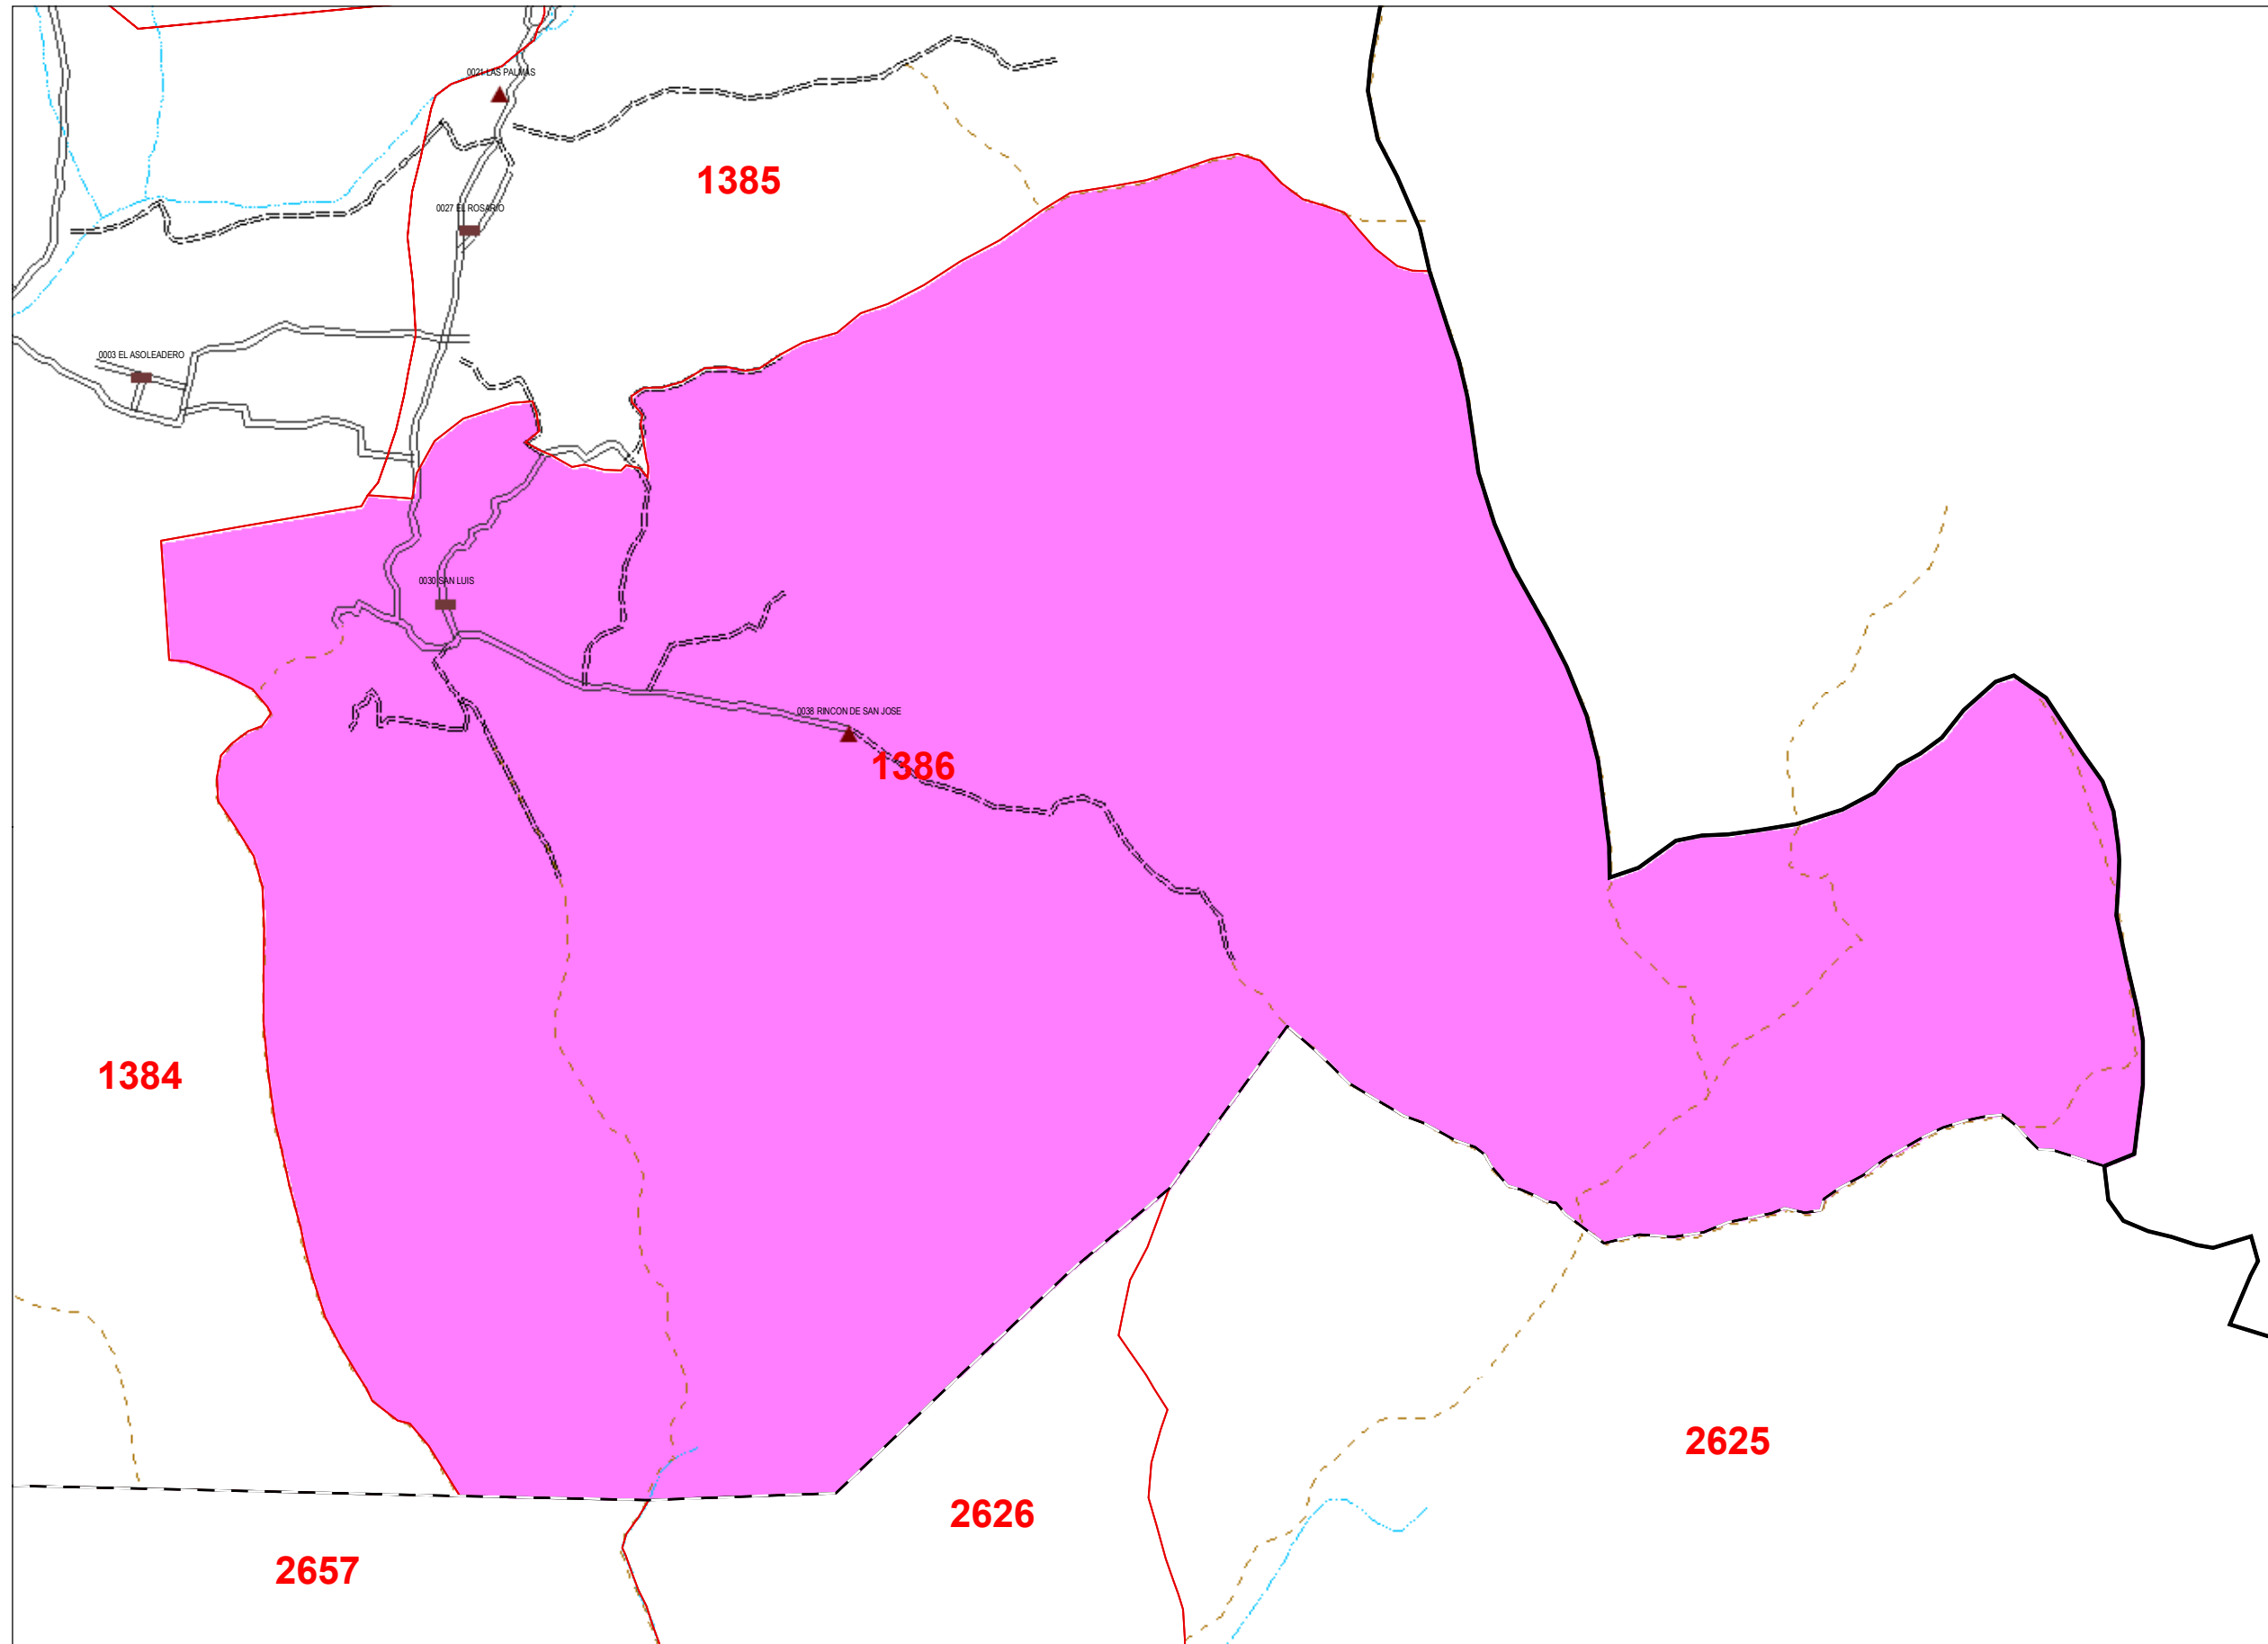 0021 LAS PALMAS
1385
0027 EL ROSARIO
0003 EL ASOLEADERO
0030 SAN LUIS
0038 RINCON DE SAN JOSE
1386
1384
2625
2626
2657